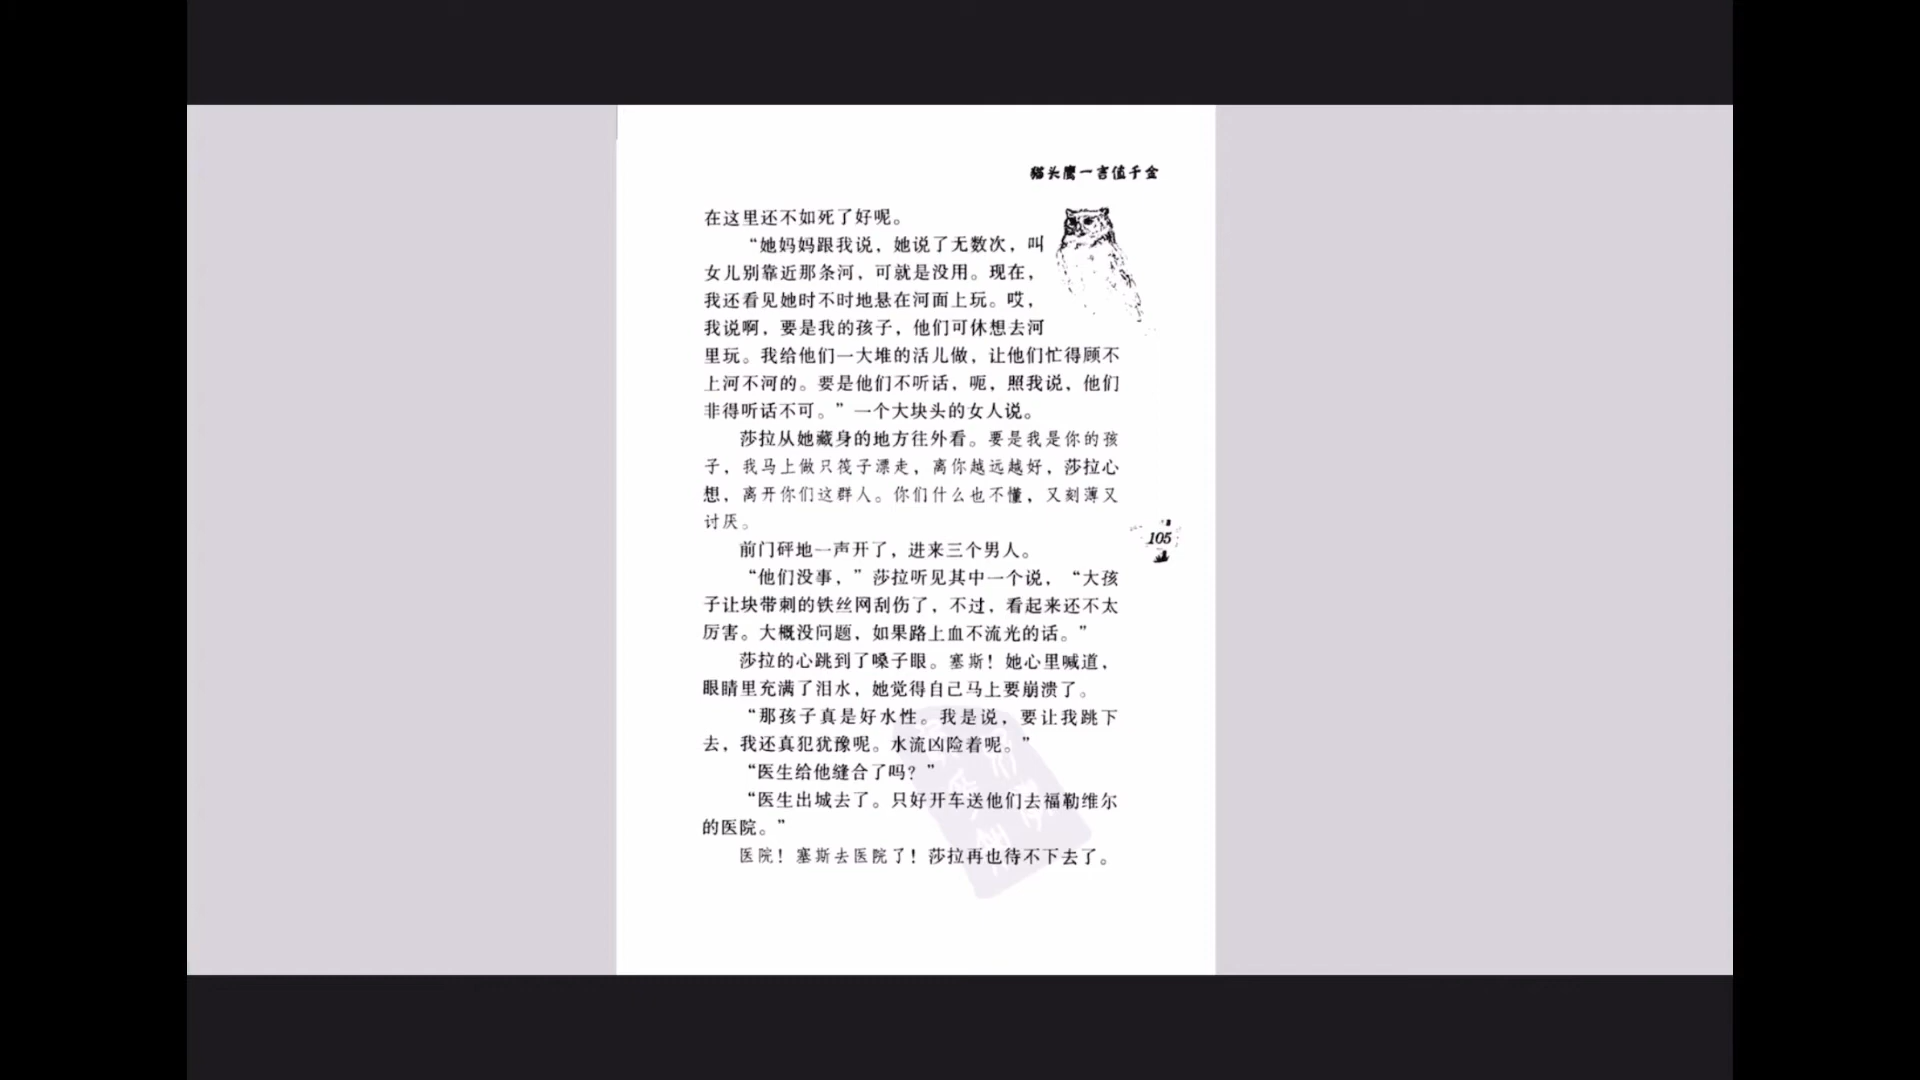 猫头鹰一言值千金
在这里还不如死了好呢。
“她妈妈跟我说，她说了无数次，叫
女儿别靠近那条河，可就是没用。现在，
我还看见她时不时地悬在河面上玩。哎，
我说啊，要是我的孩子，他们可休想去河
里玩。我给他们一大堆的活儿做，让他们忙得顾不
上河不河的。要是他们不听话，呃，照我说，他们
非得听话不可。”一个大块头的女人说。
莎拉从她藏身的地方往外看。要是我是你的孩
子，我马上做只筏子漂走，离你越远越好，莎拉心
想，离开你们这群人。你们什么也不懂，又刻薄又
讨厌。
前门砰地一声开了，进来三个男人。
“他们没事，”莎拉听见其中一个说，“大孩
子让块带刺的铁丝网刮伤了，不过，看起来还不太
厉害。大概没问题，如果路上血不流光的话。”
莎拉的心跳到了嗓子眼。塞斯！她心里喊道，
眼睛里充满了泪水，她觉得自己马上要崩溃了。
“那孩子真是好水性。我是说，要让我跳下
去，我还真犯犹豫呢。水流凶险着呢。”
“医生给他缝合了吗？”
“医生出城去了。只好开车送他们去福勒维尔
的医院。”
医院！塞斯去医院了！莎拉再也待不下去了。
105